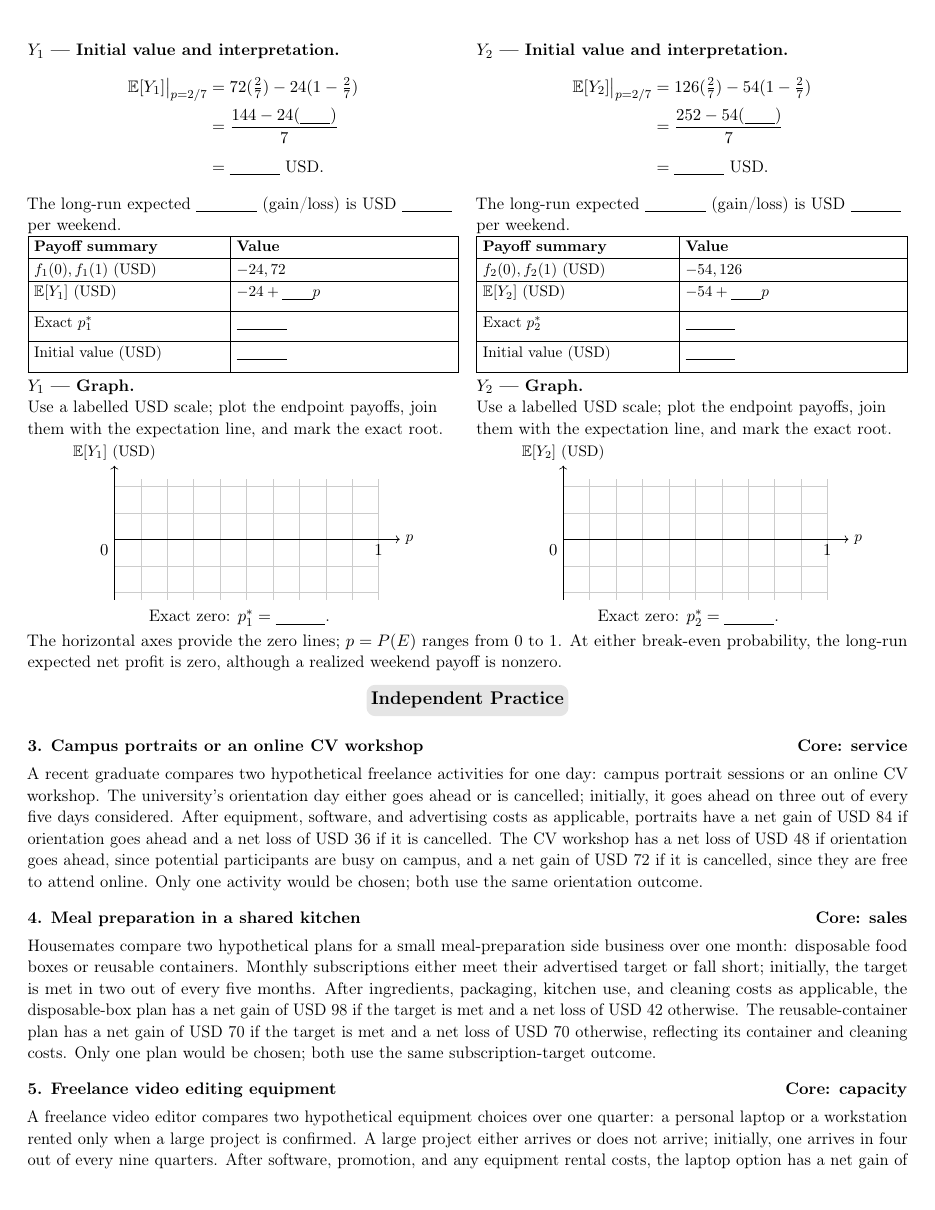 Y₁ — Initial value and interpretation.
𝔼[Y₁]|ₚ₌₂/₇ = 72(2/7) − 24(1 − 2/7)
= (144 − 24(____))/7
= ______ USD.
The long-run expected ______ (gain/loss) is USD ______
per weekend.
Payoff summary Value
f₁(0), f₁(1) (USD) −24, 72
𝔼[Y₁] (USD) −24 + ____p
Exact p₁* ______
Initial value (USD) ______
Y₁ — Graph.
Use a labelled USD scale; plot the endpoint payoffs, join
them with the expectation line, and mark the exact root.
𝔼[Y₁] (USD)
p
0 1
Exact zero: p₁* = ______.
Y₂ — Initial value and interpretation.
𝔼[Y₂]|ₚ₌₂/₇ = 126(2/7) − 54(1 − 2/7)
= (252 − 54(____))/7
= ______ USD.
The long-run expected ______ (gain/loss) is USD ______
per weekend.
Payoff summary Value
f₂(0), f₂(1) (USD) −54, 126
𝔼[Y₂] (USD) −54 + ____p
Exact p₂* ______
Initial value (USD) ______
Y₂ — Graph.
Use a labelled USD scale; plot the endpoint payoffs, join
them with the expectation line, and mark the exact root.
𝔼[Y₂] (USD)
p
0 1
Exact zero: p₂* = ______.
The horizontal axes provide the zero lines; p = P(E) ranges from 0 to 1. At either break-even probability, the long-run
expected net profit is zero, although a realized weekend payoff is nonzero.
Independent Practice
3. Campus portraits or an online CV workshop Core: service
A recent graduate compares two hypothetical freelance activities for one day: campus portrait sessions or an online CV
workshop. The university's orientation day either goes ahead or is cancelled; initially, it goes ahead on three out of every
five days considered. After equipment, software, and advertising costs as applicable, portraits have a net gain of USD 84 if
orientation goes ahead and a net loss of USD 36 if it is cancelled. The CV workshop has a net loss of USD 48 if orientation
goes ahead, since potential participants are busy on campus, and a net gain of USD 72 if it is cancelled, since they are free
to attend online. Only one activity would be chosen; both use the same orientation outcome.
4. Meal preparation in a shared kitchen Core: sales
Housemates compare two hypothetical plans for a small meal-preparation side business over one month: disposable food
boxes or reusable containers. Monthly subscriptions either meet their advertised target or fall short; initially, the target
is met in two out of every five months. After ingredients, packaging, kitchen use, and cleaning costs as applicable, the
disposable-box plan has a net gain of USD 98 if the target is met and a net loss of USD 42 otherwise. The reusable-container
plan has a net gain of USD 70 if the target is met and a net loss of USD 70 otherwise, reflecting its container and cleaning
costs. Only one plan would be chosen; both use the same subscription-target outcome.
5. Freelance video editing equipment Core: capacity
A freelance video editor compares two hypothetical equipment choices over one quarter: a personal laptop or a workstation
rented only when a large project is confirmed. A large project either arrives or does not arrive; initially, one arrives in four
out of every nine quarters. After software, promotion, and any equipment rental costs, the laptop option has a net gain of